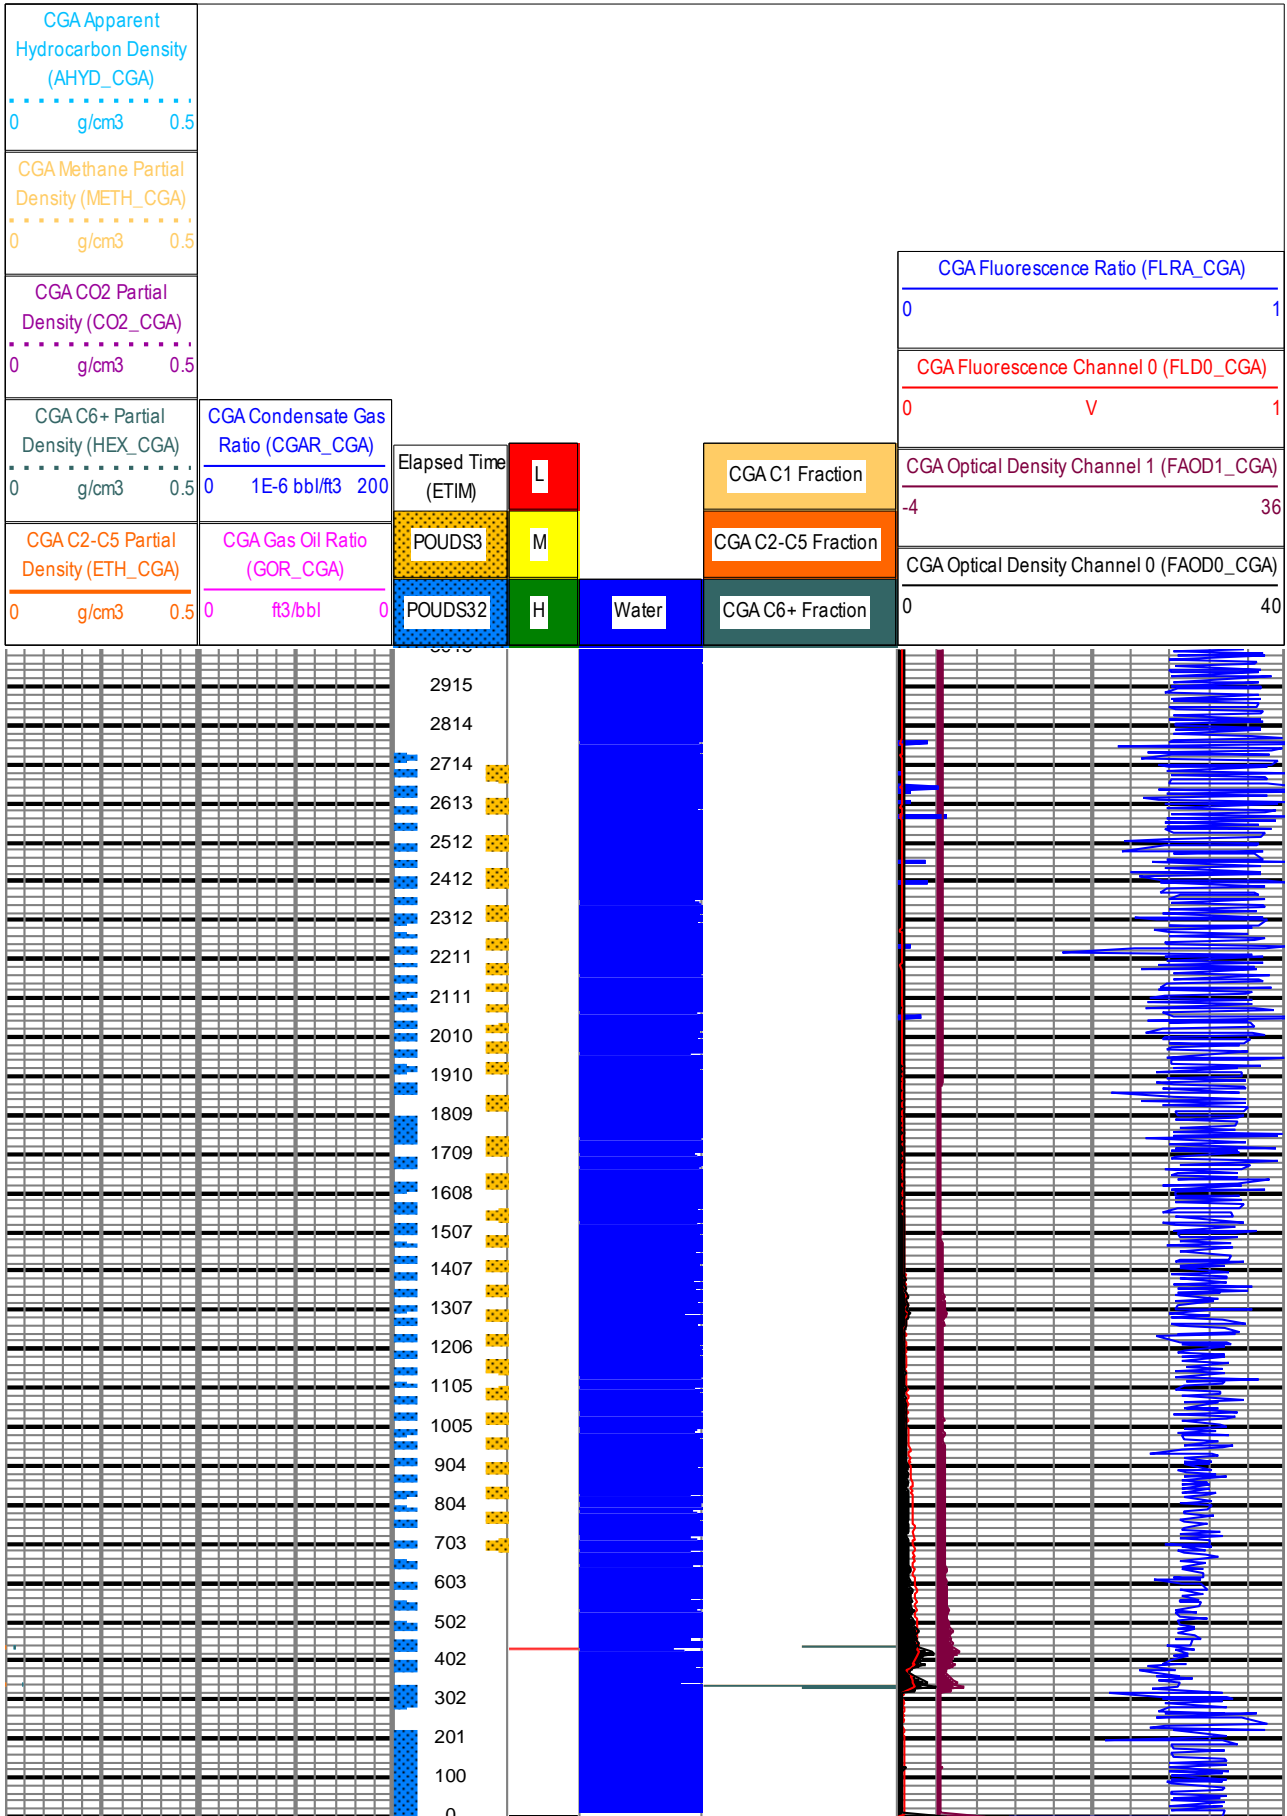 CGA Apparent
Hydrocarbon Density
(AHYD_CGA)
0 g/cm3 0.5
CGA Methane Partial
Density (METH_CGA)
0 g/cm3 0.5
CGA CO2 Partial
Density (CO2_CGA)
0 g/cm3 0.5
CGA C6+ Partial
Density (HEX_CGA)
0 g/cm3 0.5
CGA C2-C5 Partial
Density (ETH_CGA)
0 g/cm3 0.5
CGA Condensate Gas
Ratio (CGAR_CGA)
0 1E-6 bbl/ft3 200
CGA Gas Oil Ratio
(GOR_CGA)
0 ft3/bbl 0
Elapsed Time
(ETIM)
POUDS3
POUDS32
L
M
H
Water
CGA C1 Fraction
CGA C2-C5 Fraction
CGA C6+ Fraction
CGA Fluorescence Ratio (FLRA_CGA)
0 1
CGA Fluorescence Channel 0 (FLD0_CGA)
0 V 1
CGA Optical Density Channel 1 (FAOD1_CGA)
-4 36
CGA Optical Density Channel 0 (FAOD0_CGA)
0 40
2915
2814
2714
2613
2512
2412
2312
2211
2111
2010
1910
1809
1709
1608
1507
1407
1307
1206
1105
1005
904
804
703
603
502
402
302
201
100
0